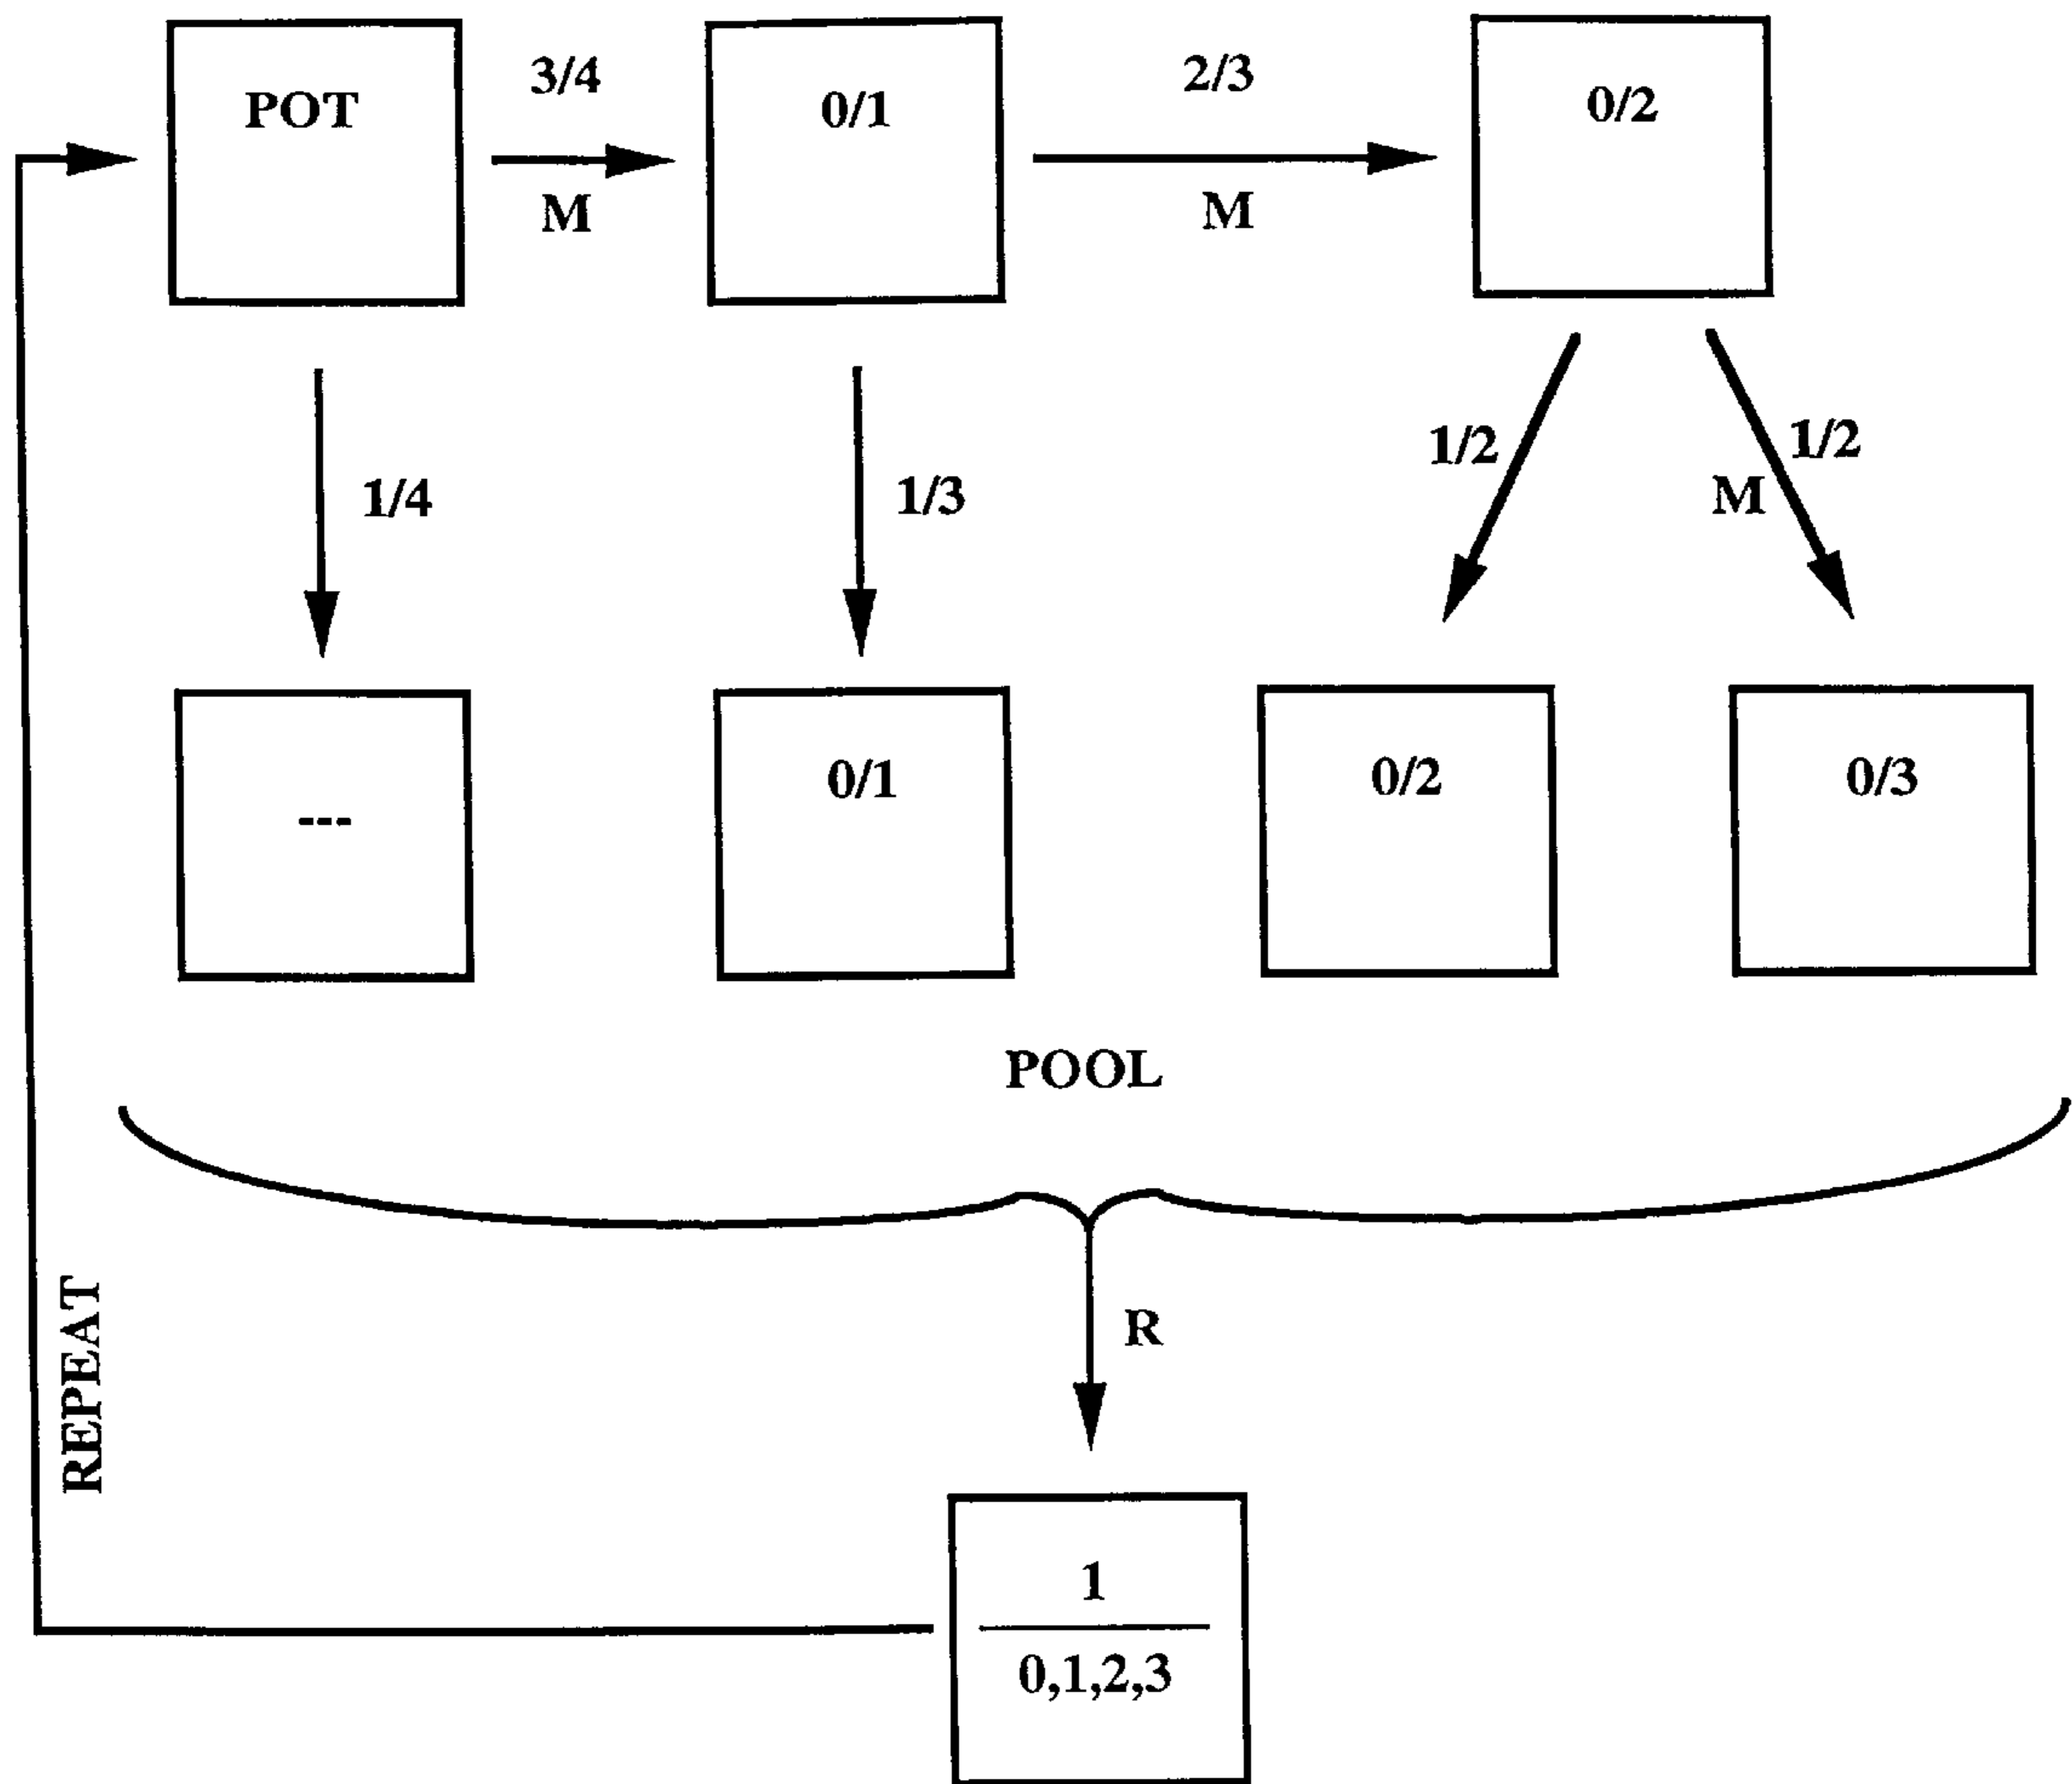 POT
3/4
M
0/1
2/3
M
0/2
1/4
1/3
1/2
1/2
M
---
0/1
0/2
0/3
POOL
R
REPEAT
1
0,1,2,3